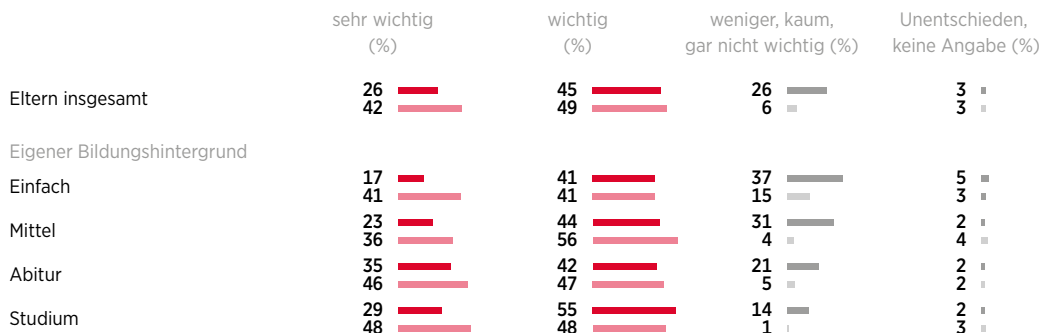 sehr wichtig wichtig weniger, kaum, Unentschieden,
(%) (%) gar nicht wichtig (%) keine Angabe (%)
Eltern insgesamt
26 45 26 3
42 49 6 3
Eigener Bildungshintergrund
Einfach
17 41 37 5
41 41 15 3
Mittel
23 44 31 2
36 56 4 4
Abitur
35 42 21 2
46 47 5 2
Studium
29 55 14 2
48 48 1 3